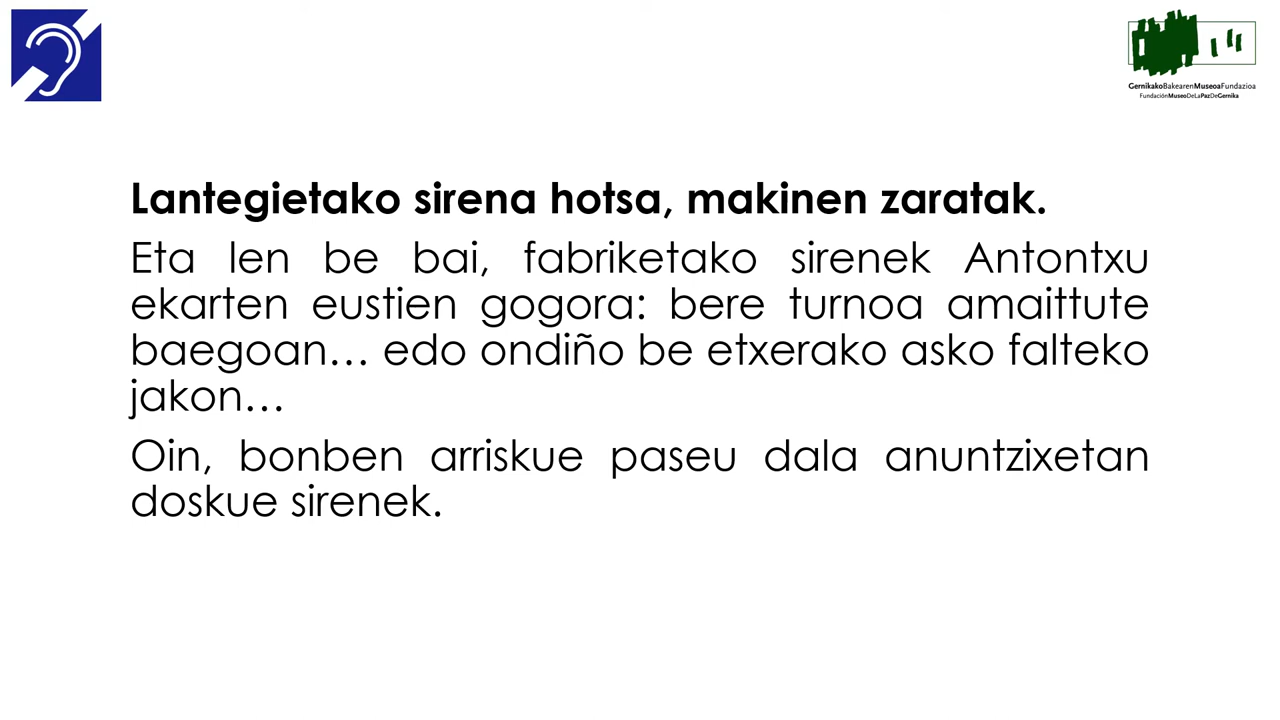 GernikakoBakearenMuseoaFundazioa
FundaciónMuseoDeLaPazDeGernika
Lantegietako sirena hotsa, makinen zaratak.
Eta len be bai, fabriketako sirenek Antontxu
ekarten eustien gogora: bere turnoa amaittute
baegoan… edo ondiño be etxerako asko falteko
jakon…
Oin, bonben arriskue paseu dala anuntzixetan
doskue sirenek.